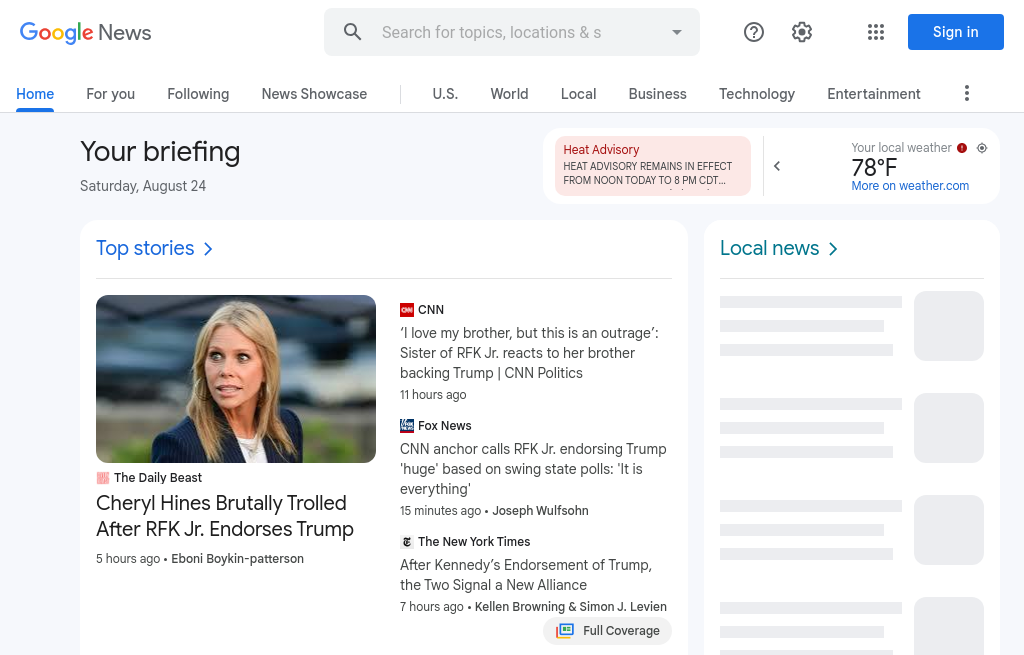 Google News
Search for topics, locations & s
Sign in
Home
For you
Following
News Showcase
U.S.
World
Local
Business
Technology
Entertainment
Your briefing
Saturday, August 24
Heat Advisory
HEAT ADVISORY REMAINS IN EFFECT
FROM NOON TODAY TO 8 PM CDT...
Your local weather
78°F
More on weather.com
Top stories
The Daily Beast
Cheryl Hines Brutally Trolled
After RFK Jr. Endorses Trump
5 hours ago • Eboni Boykin-patterson
CNN
CNN
‘I love my brother, but this is an outrage’:
Sister of RFK Jr. reacts to her brother
backing Trump | CNN Politics
11 hours ago
Fox News
CNN anchor calls RFK Jr. endorsing Trump
'huge' based on swing state polls: 'It is
everything'
15 minutes ago • Joseph Wulfsohn
The New York Times
After Kennedy’s Endorsement of Trump,
the Two Signal a New Alliance
7 hours ago • Kellen Browning & Simon J. Levien
Full Coverage
Local news